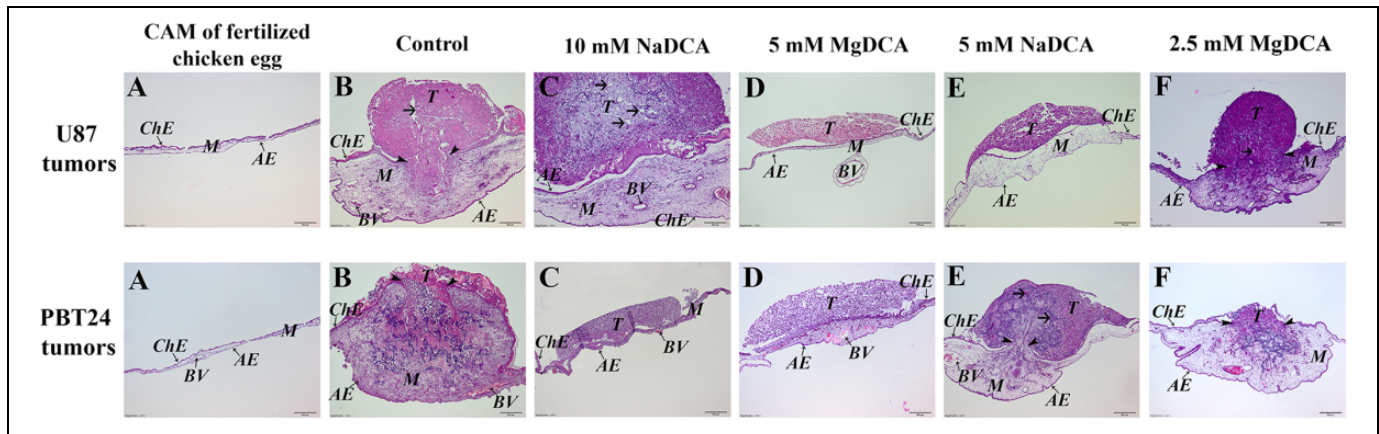 CAM of fertilized
chicken egg
Control
10 mM NaDCA
5 mM MgDCA
5 mM NaDCA
2.5 mM MgDCA
U87
tumors
A
ChE
M
AE
B
T
ChE
M
BV
AE
C
T
AE
BV
M
ChE
D
ChE
T
M
AE
BV
E
ChE
T
M
AE
F
T
ChE
M
AE
PBT24
tumors
A
ChE
M
AE
BV
B
T
ChE
AE
M
BV
C
M
T
ChE
AE
BV
D
ChE
T
AE
BV
E
T
ChE
BV
M
AE
F
ChE
T
M
AE